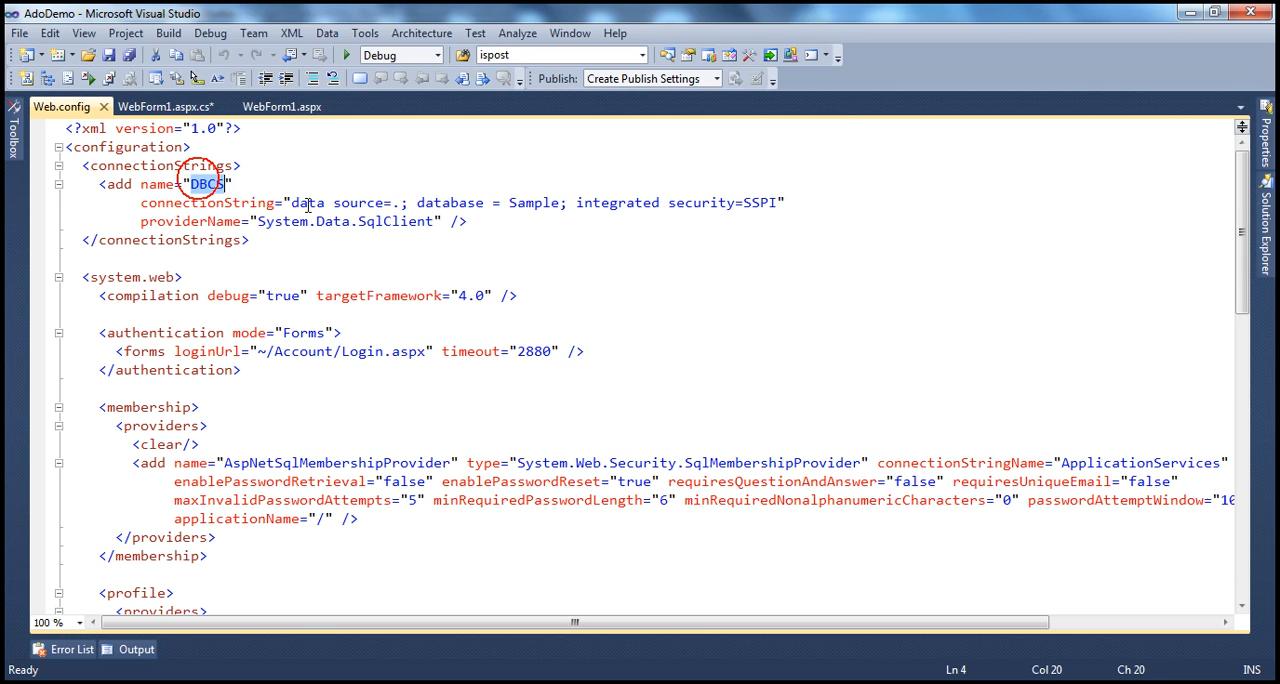 AdoDemo - Microsoft Visual Studio
File Edit View Project Build Debug Team XML Data Tools Architecture Test Analyze Window Help
Debug ispost
Publish: Create Publish Settings
Web.config WebForm1.aspx.cs* WebForm1.aspx
Toolbox
Properties
Solution Explorer
<?xml version="1.0"?>
<configuration>
<connectionStrings>
<add name="DBCS"
connectionString="data source=.; database = Sample; integrated security=SSPI"
providerName="System.Data.SqlClient" />
</connectionStrings>
<system.web>
<compilation debug="true" targetFramework="4.0" />
<authentication mode="Forms">
<forms loginUrl="~/Account/Login.aspx" timeout="2880" />
</authentication>
<membership>
<providers>
<clear/>
<add name="AspNetSqlMembershipProvider" type="System.Web.Security.SqlMembershipProvider" connectionStringName="ApplicationServices"
enablePasswordRetrieval="false" enablePasswordReset="true" requiresQuestionAndAnswer="false" requiresUniqueEmail="false"
maxInvalidPasswordAttempts="5" minRequiredPasswordLength="6" minRequiredNonalphanumericCharacters="0" passwordAttemptWindow="10
applicationName="/" />
</providers>
</membership>
<profile>
<providers>
100 %
Error List Output
Ready Ln 4 Col 20 Ch 20 INS